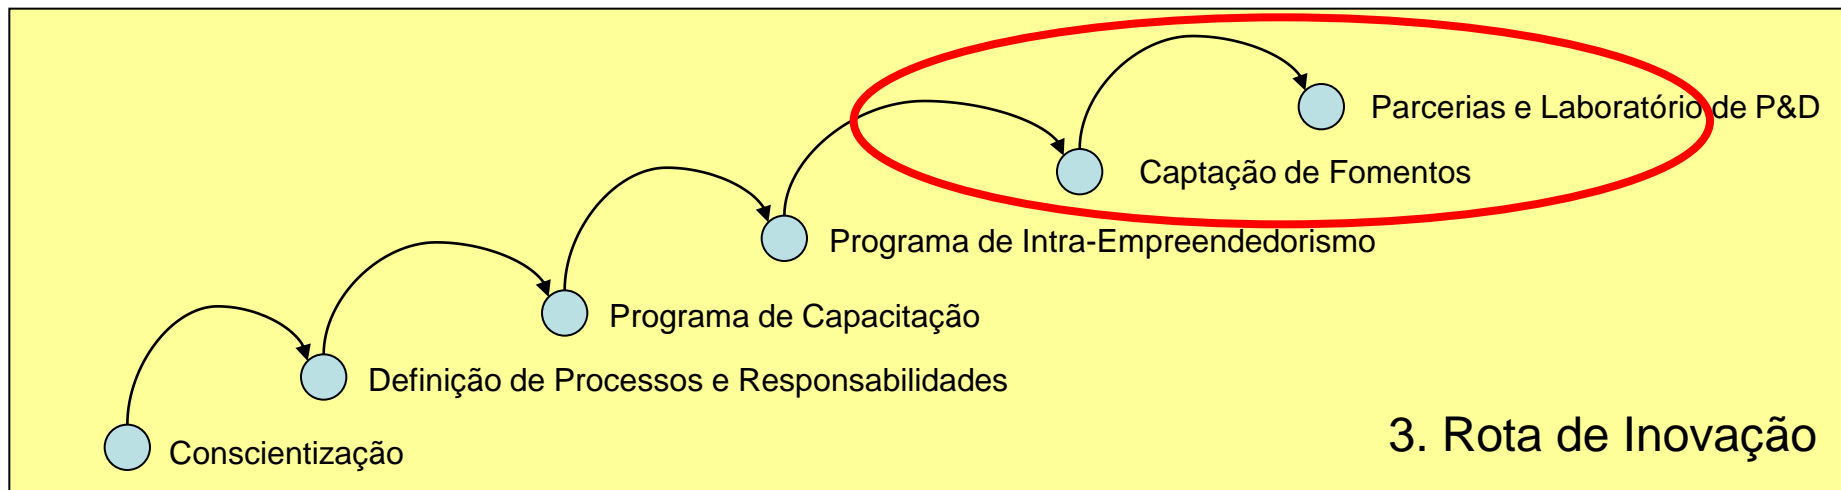 Parcerias e Laboratório de P&D
Captação de Fomentos
Programa de Intra-Empreendedorismo
Programa de Capacitação
Definição de Processos e Responsabilidades
Conscientização
3. Rota de Inovação